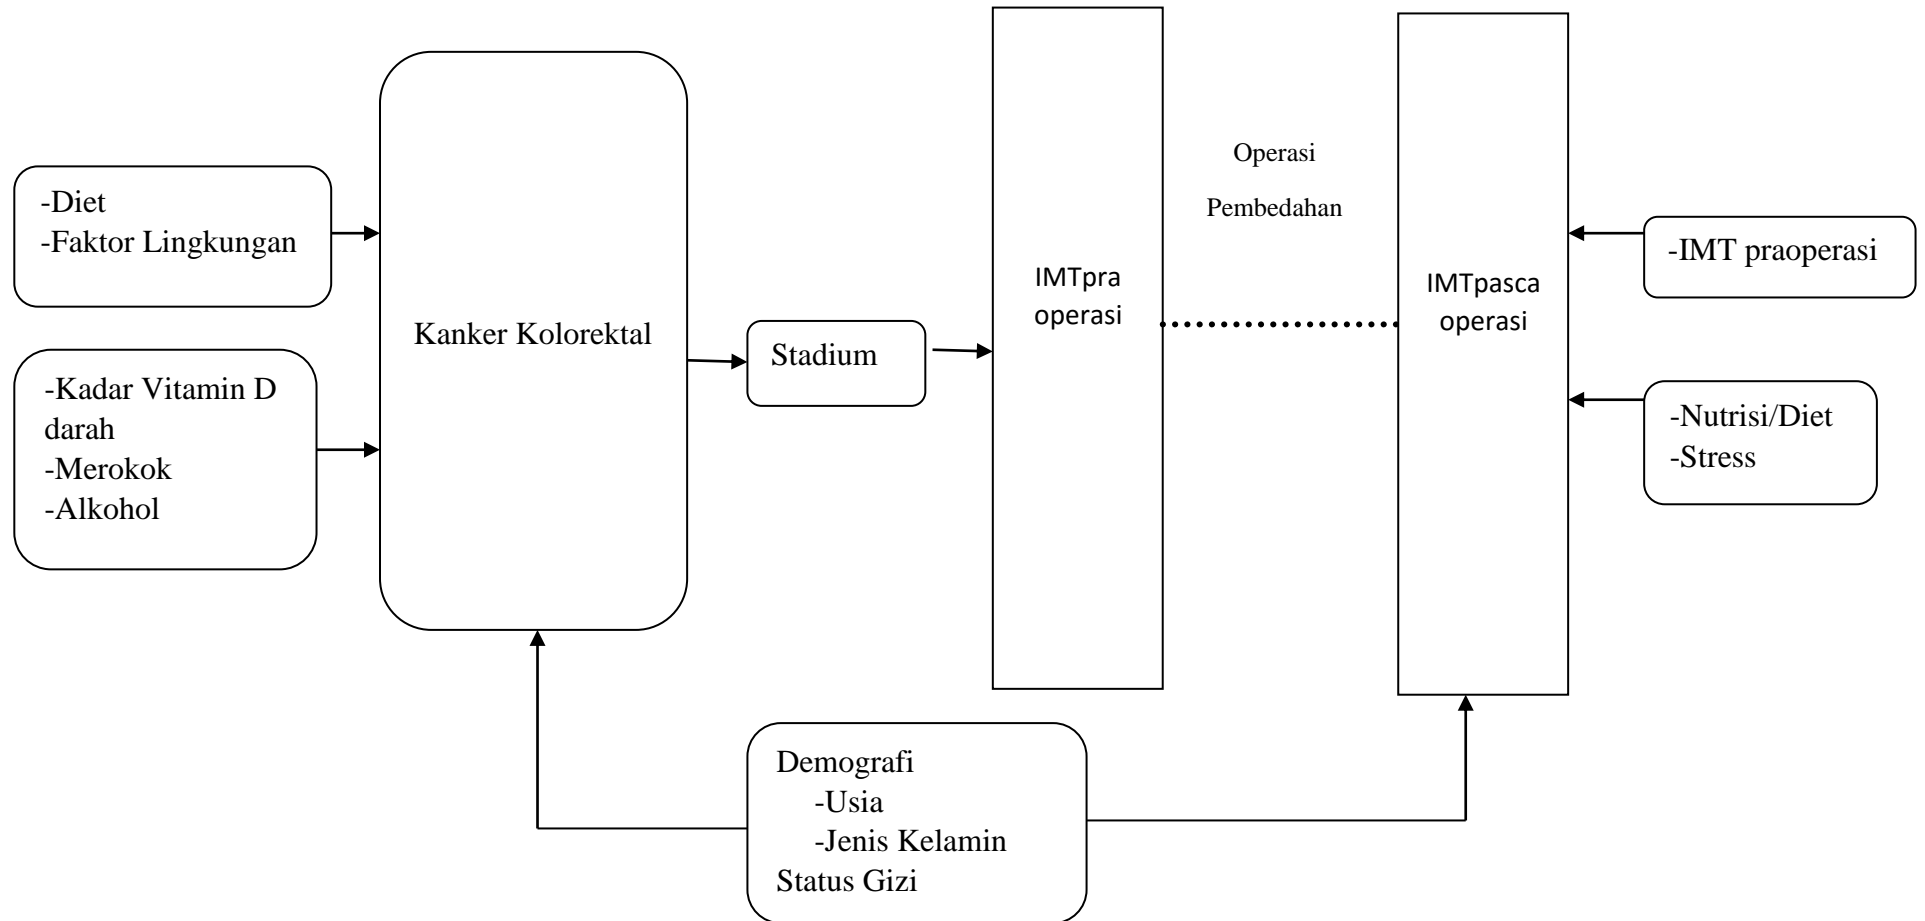 -Diet
-Faktor Lingkungan
-Kadar Vitamin D
darah
-Merokok
-Alkohol
Kanker Kolorektal
Stadium
IMTpra
operasi
Operasi
Pembedahan
IMTpasca
operasi
-IMT praoperasi
-Nutrisi/Diet
-Stress
Demografi
-Usia
-Jenis Kelamin
Status Gizi